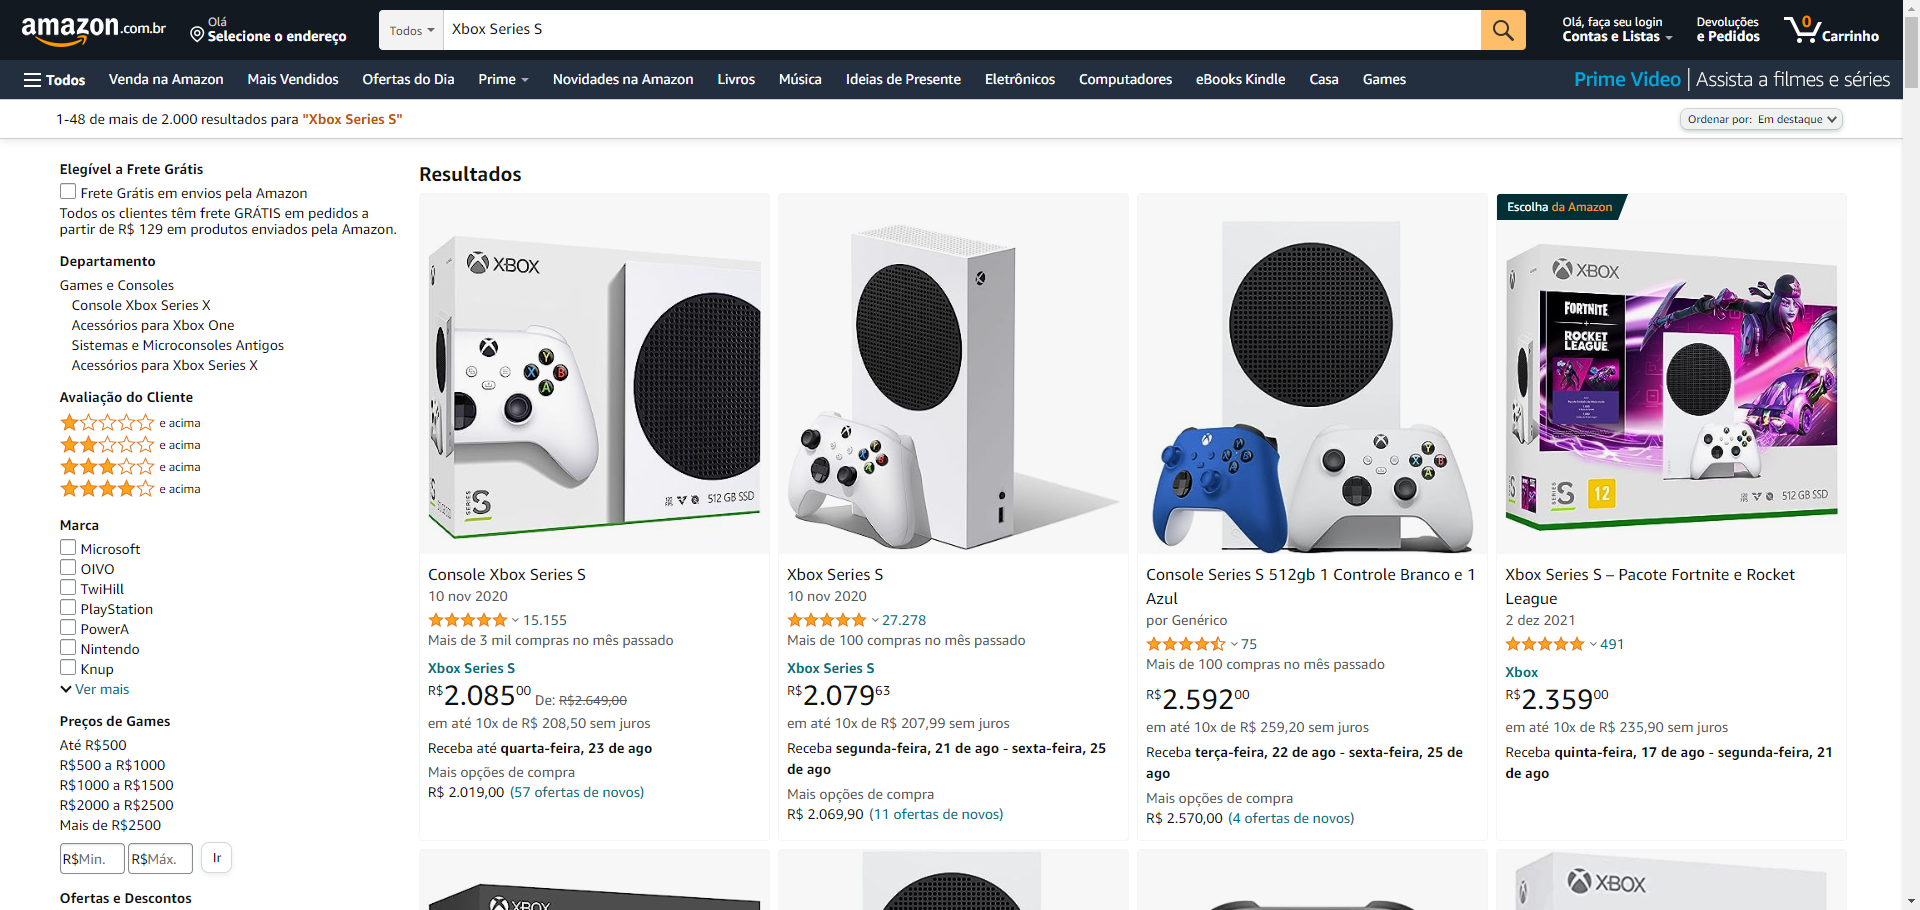 amazon.com.br
Olá
Selecione o endereço
Todos
Xbox Series S
Olá, faça seu login
Contas e Listas
Devoluções
e Pedidos
0
Carrinho
Todos
Venda na Amazon
Mais Vendidos
Ofertas do Dia
Prime
Novidades na Amazon
Livros
Música
Ideias de Presente
Eletrônicos
Computadores
eBooks Kindle
Casa
Games
Prime Video | Assista a filmes e séries
1-48 de mais de 2.000 resultados para "Xbox Series S"
Ordenar por: Em destaque
Elegível a Frete Grátis
Frete Grátis em envios pela Amazon
Todos os clientes têm frete GRÁTIS em pedidos a
partir de R$ 129 em produtos enviados pela Amazon.
Departamento
Games e Consoles
Console Xbox Series X
Acessórios para Xbox One
Sistemas e Microconsoles Antigos
Acessórios para Xbox Series X
Avaliação do Cliente
e acima
e acima
e acima
e acima
Marca
Microsoft
OIVO
TwiHill
PlayStation
PowerA
Nintendo
Knup
Ver mais
Preços de Games
Até R$500
R$500 a R$1000
R$1000 a R$1500
R$2000 a R$2500
Mais de R$2500
R$Min.
R$Máx.
Ir
Ofertas e Descontos
Resultados
XBOX
Y
X
B
A
SERIES S
512 GB SSD
Console Xbox Series S
10 nov 2020
15.155
Mais de 3 mil compras no mês passado
Xbox Series S
R$2.08500 De: R$2.649,00
em até 10x de R$ 208,50 sem juros
Receba até quarta-feira, 23 de ago
Mais opções de compra
R$ 2.019,00 (57 ofertas de novos)
Xbox Series S
10 nov 2020
27.278
Mais de 100 compras no mês passado
Xbox Series S
R$2.07963
em até 10x de R$ 207,99 sem juros
Receba segunda-feira, 21 de ago - sexta-feira, 25
de ago
Mais opções de compra
R$ 2.069,90 (11 ofertas de novos)
Console Series S 512gb 1 Controle Branco e 1
Azul
por Genérico
75
Mais de 100 compras no mês passado
R$2.59200
em até 10x de R$ 259,20 sem juros
Receba terça-feira, 22 de ago - sexta-feira, 25 de
ago
Mais opções de compra
R$ 2.570,00 (4 ofertas de novos)
Escolha da Amazon
XBOX
FORTNITE
+
ROCKET
LEAGUE
SERIES S
12
512 GB SSD
Xbox Series S – Pacote Fortnite e Rocket
League
2 dez 2021
491
Xbox
R$2.35900
em até 10x de R$ 235,90 sem juros
Receba quinta-feira, 17 de ago - segunda-feira, 21
de ago
XBOX
XBOX